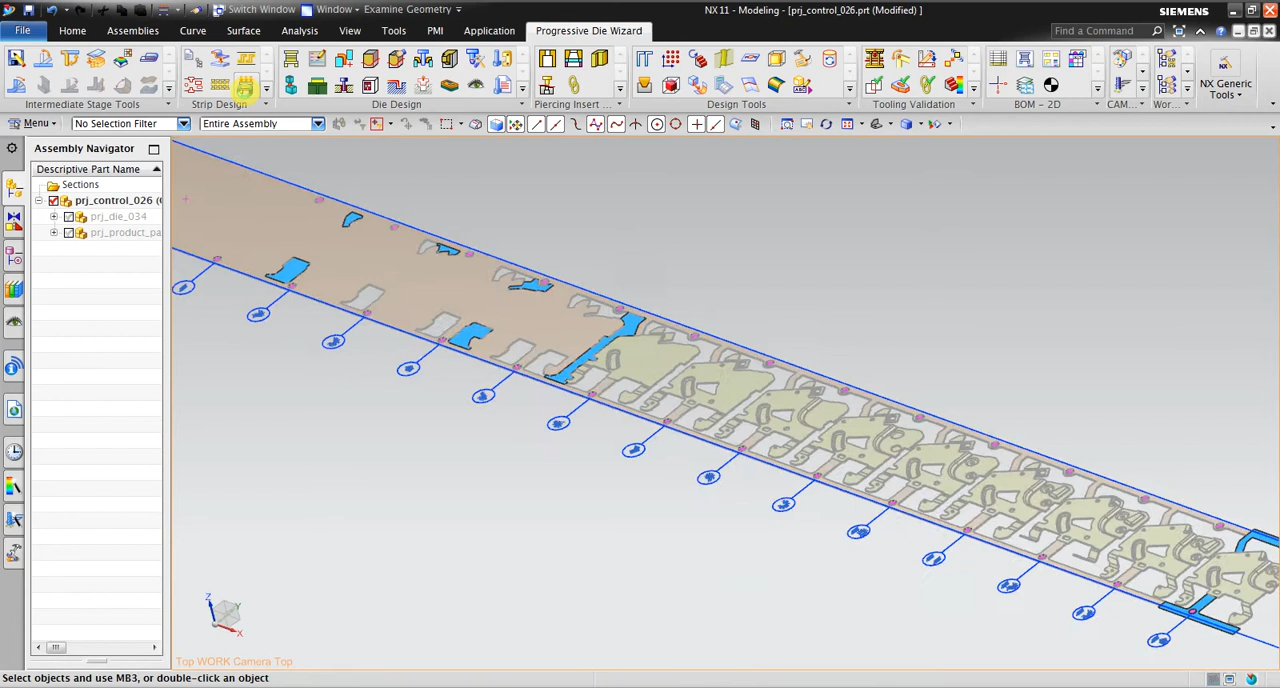 Switch Window
Window
Examine Geometry
NX 11 - Modeling - [prj_control_026.prt (Modified) ]
SIEMENS
File
Home
Assemblies
Curve
Surface
Analysis
View
Tools
PMI
Application
Progressive Die Wizard
Find a Command
Intermediate Stage Tools
Strip Design
Die Design
Piercing Insert ...
Design Tools
Tooling Validation
BOM - 2D
CAM...
Wor...
NX Generic
Tools
Menu
No Selection Filter
Entire Assembly
Assembly Navigator
Descriptive Part Name
Sections
prj_control_026 (
prj_die_034
prj_product_pa
Z
Y
X
Top WORK Camera Top
Select objects and use MB3, or double-click an object